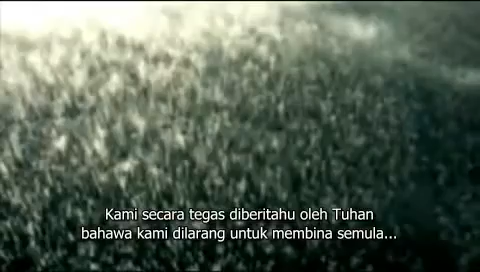 Kami secara tegas diberitahu oleh Tuhan
bahawa kami dilarang untuk membina semula...